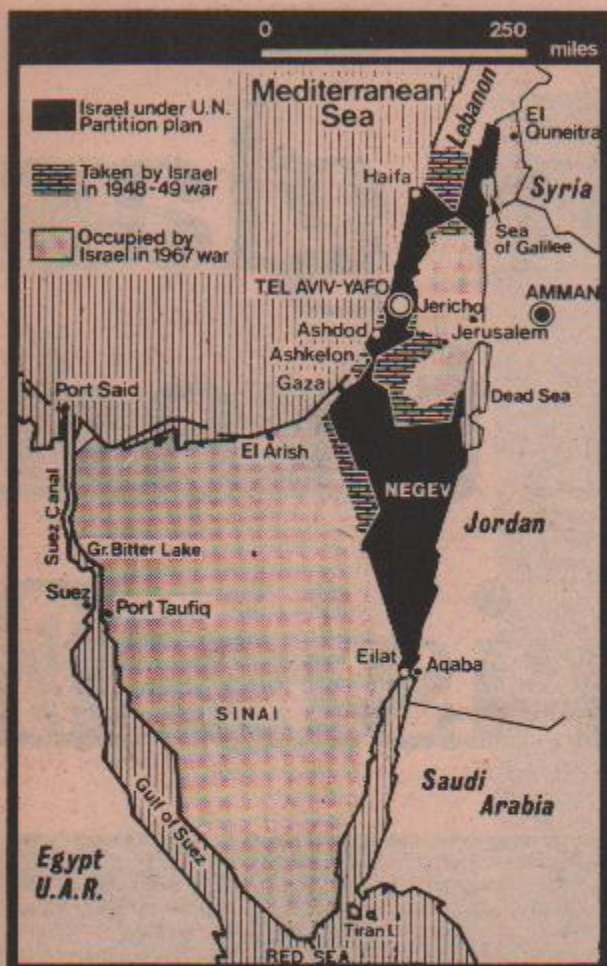 0 250
miles
Israel under U.N.
Partition plan
Taken by Israel
in 1948-49 war
Occupied by
Israel in 1967 war
Mediterranean
Sea
Lebanon
El
Quneitra
Haifa
Syria
Sea
of Galilee
TEL AVIV-YAFO
Jericho
AMMAN
Ashdod
Jerusalem
Ashkelon
Gaza
Dead Sea
Port Said
El Arish
NEGEV
Suez Canal
Jordan
Gr. Bitter Lake
Suez
Port Taufiq
Eilat
Aqaba
SINAI
Gulf of Suez
Saudi
Arabia
Egypt
U.A.R.
Tiran I.
RED SEA